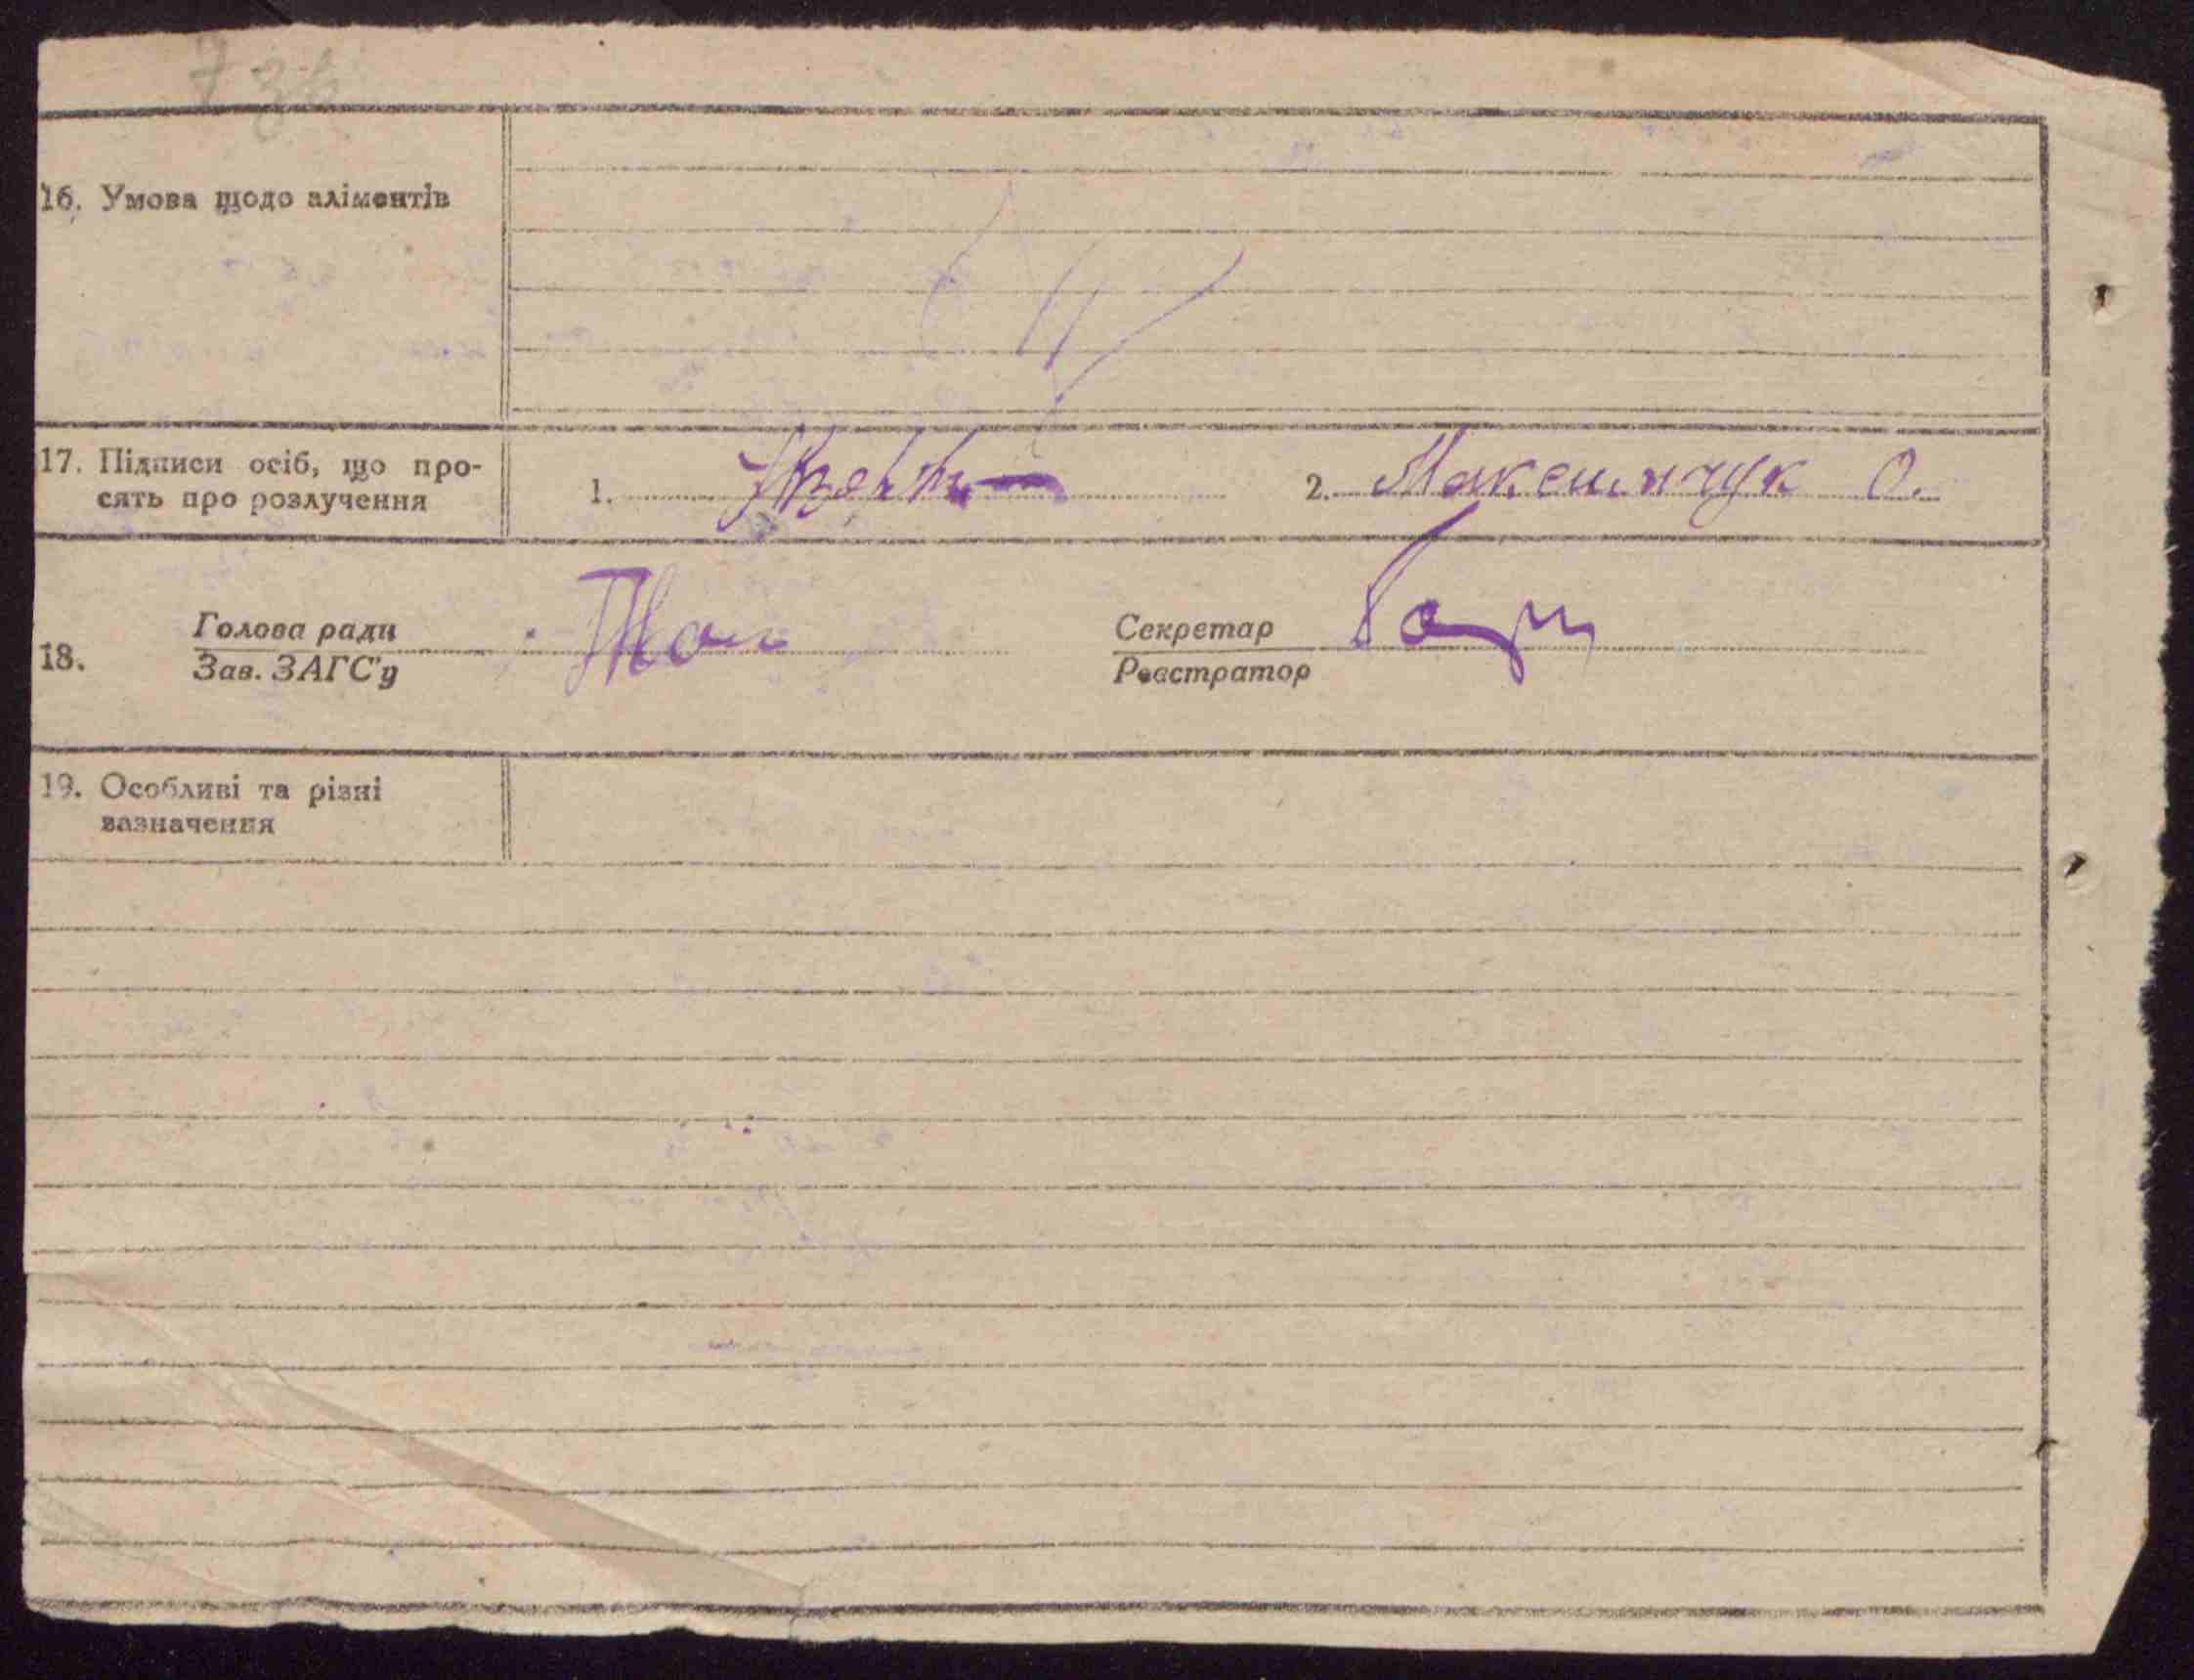 16. Умова щодо аліментів
17. Підписи осіб, що про-
сять про розлучення
1.
2. Максимчук О.
18.
Голова ради
Зав. ЗАГС'у
Секретар
Реєстратор
19. Особливі та різні
зазначення